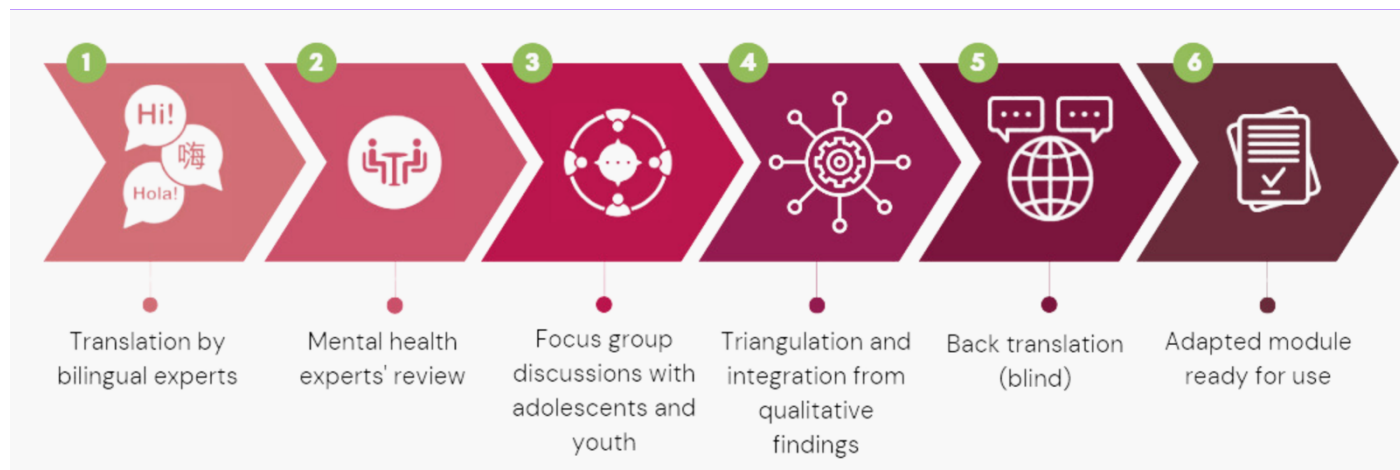 1
2
3
4
5
6
Hi!
嗨
Hola!
Translation by
bilingual experts
Mental health
experts' review
Focus group
discussions with
adolescents and
youth
Triangulation and
integration from
qualitative
findings
Back translation
(blind)
Adapted module
ready for use